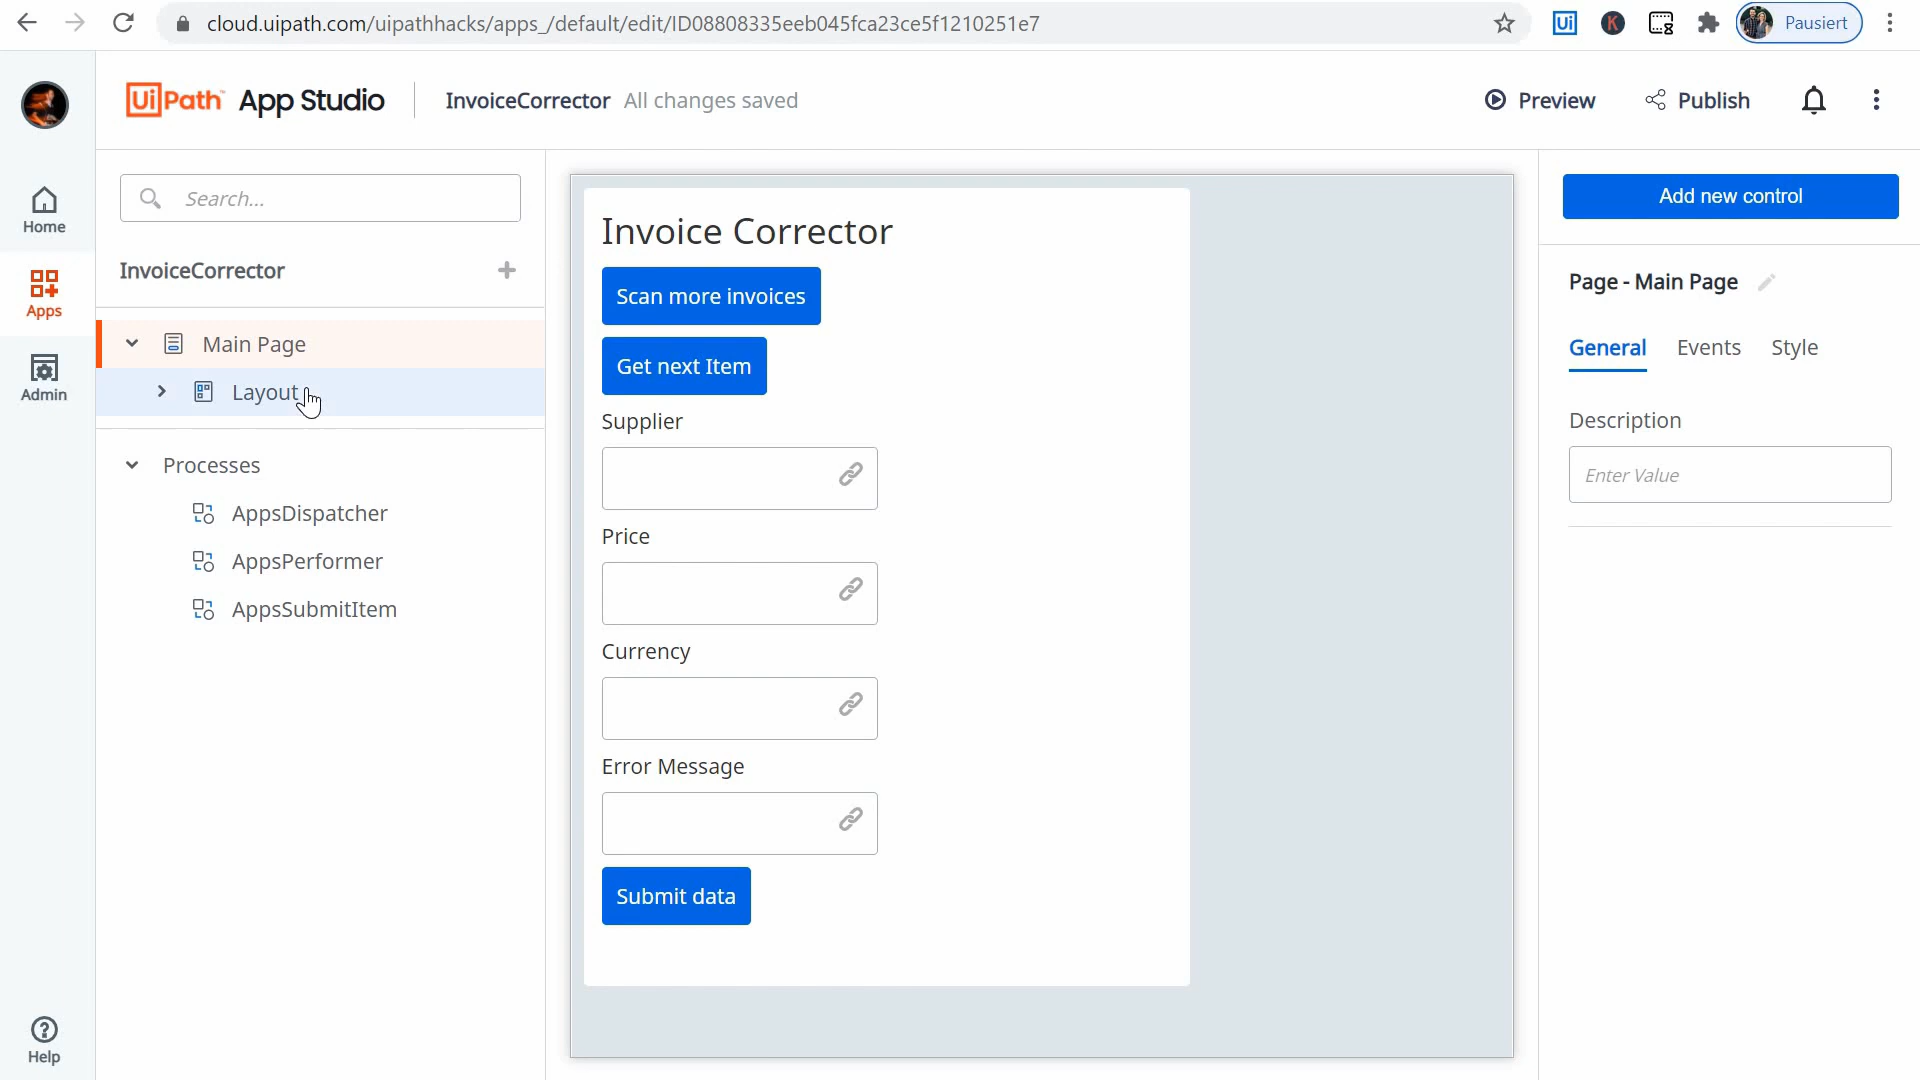 cloud.uipath.com/uipathhacks/apps_/default/edit/ID08808335eeb045fca23ce5f1210251e7
Ui
K
Pausiert
UiPath™ App Studio
InvoiceCorrector
All changes saved
Preview
Publish
Home
Apps
Admin
Help
Search...
InvoiceCorrector
Main Page
Layout
Processes
AppsDispatcher
AppsPerformer
AppsSubmitItem
Invoice Corrector
Scan more invoices
Get next Item
Supplier
Price
Currency
Error Message
Submit data
Add new control
Page - Main Page
General
Events
Style
Description
Enter Value